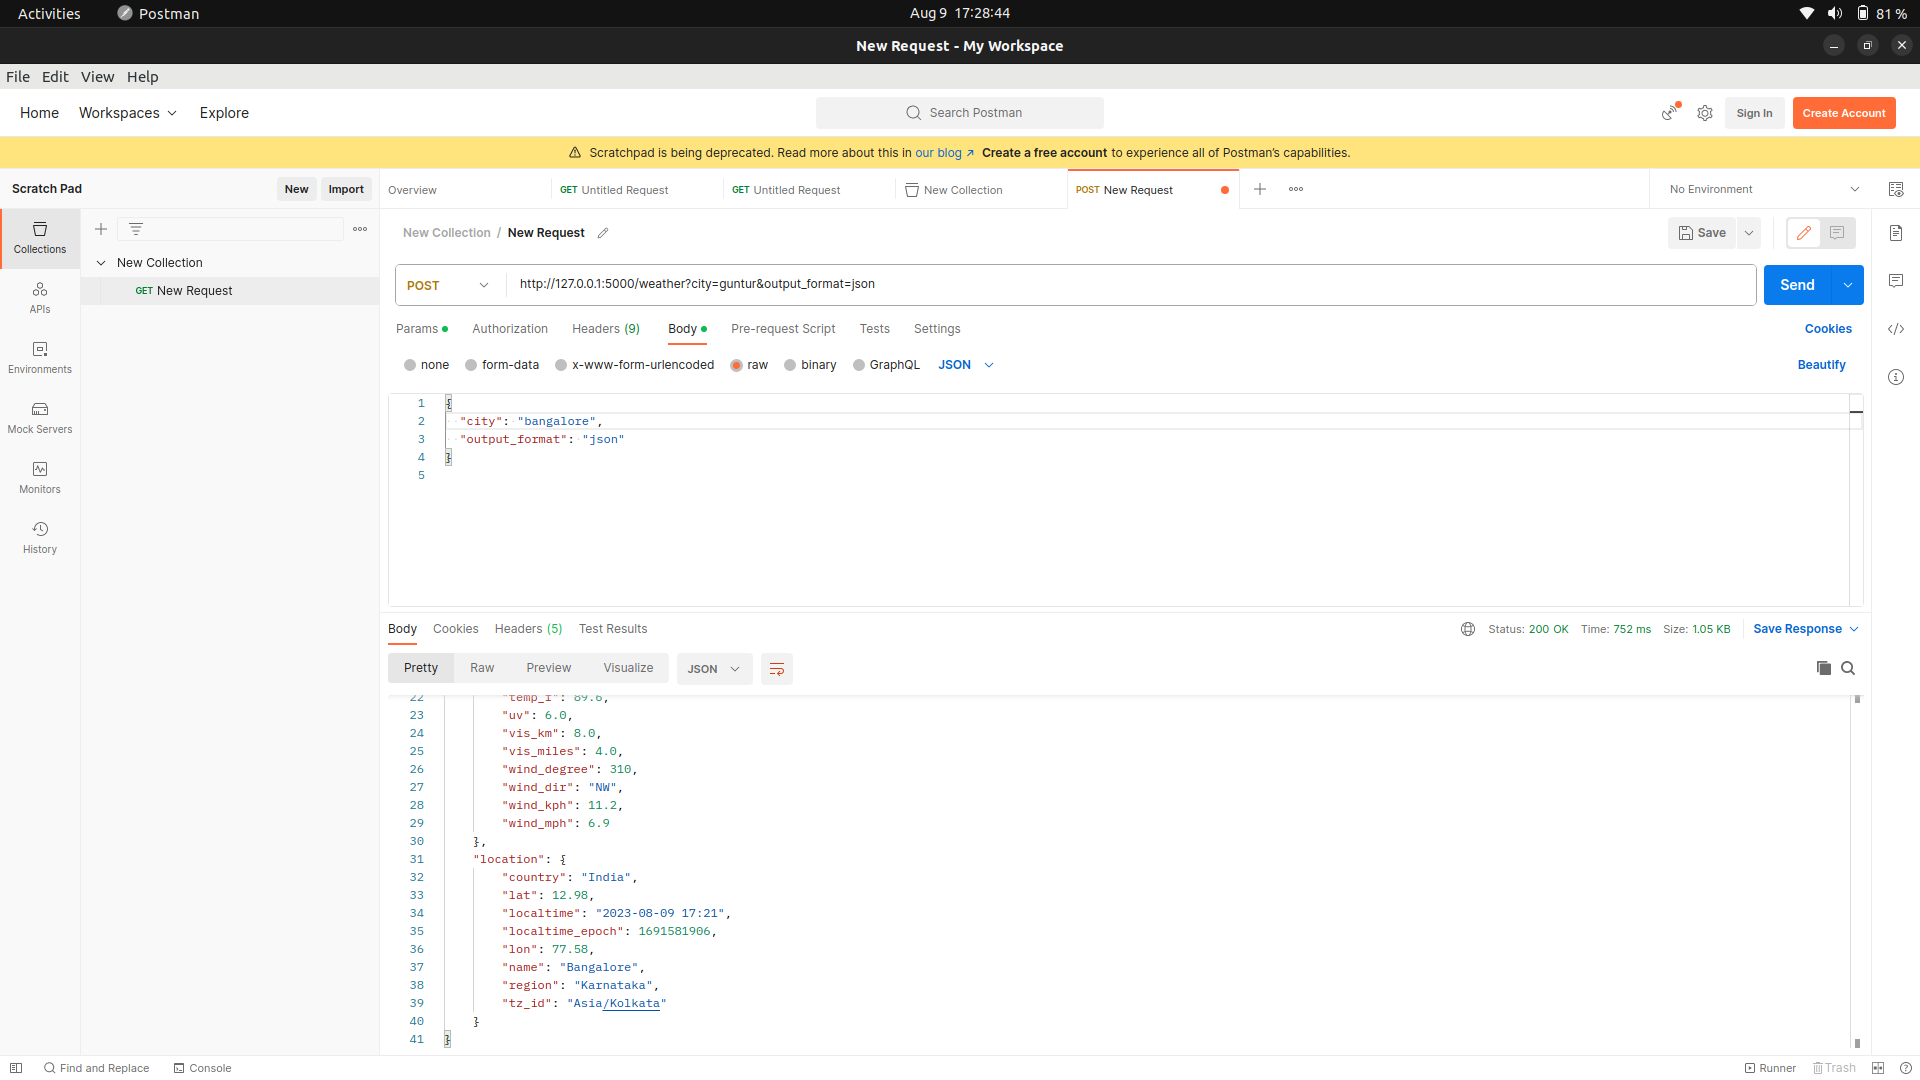 Activities
Postman
Aug 9 17:28:44
81 %
New Request - My Workspace
File Edit View Help
Home Workspaces Explore
Search Postman
Sign In
Create Account
Scratchpad is being deprecated. Read more about this in our blog ↗ Create a free account to experience all of Postman's capabilities.
Scratch Pad
New
Import
Overview
GET Untitled Request
GET Untitled Request
New Collection
POST New Request
No Environment
Collections
APIs
Environments
Mock Servers
Monitors
History
New Collection
GET New Request
New Collection / New Request
Save
POST
http://127.0.0.1:5000/weather?city=guntur&output_format=json
Send
Params Authorization Headers (9) Body Pre-request Script Tests Settings
Cookies
none form-data x-www-form-urlencoded raw binary GraphQL JSON
Beautify
1 {
2 "city": "bangalore",
3 "output_format": "json"
4 }
5
Body Cookies Headers (5) Test Results
Status: 200 OK Time: 752 ms Size: 1.05 KB
Save Response
Pretty Raw Preview Visualize JSON
22 "temp_f": 89.6,
23 "uv": 6.0,
24 "vis_km": 8.0,
25 "vis_miles": 4.0,
26 "wind_degree": 310,
27 "wind_dir": "NW",
28 "wind_kph": 11.2,
29 "wind_mph": 6.9
30 },
31 "location": {
32 "country": "India",
33 "lat": 12.98,
34 "localtime": "2023-08-09 17:21",
35 "localtime_epoch": 1691581906,
36 "lon": 77.58,
37 "name": "Bangalore",
38 "region": "Karnataka",
39 "tz_id": "Asia/Kolkata"
40 }
41 }
Find and Replace
Console
Runner
Trash